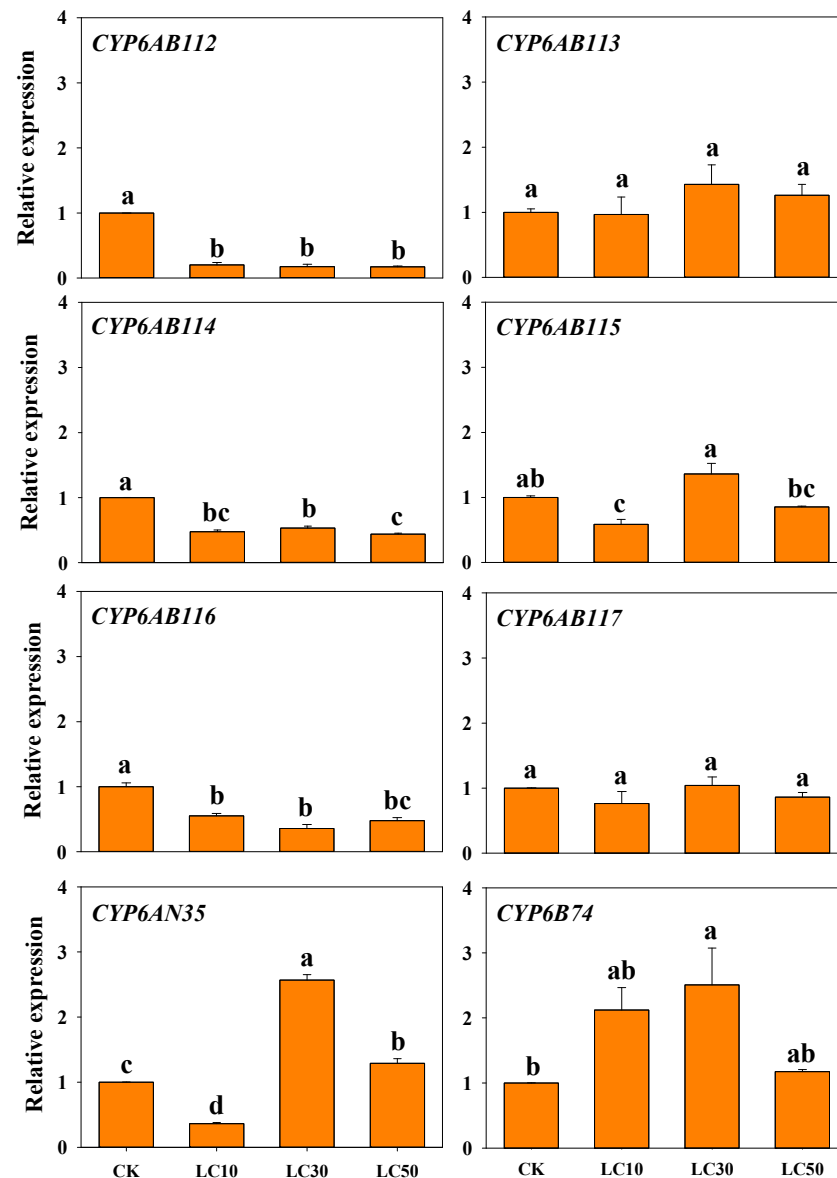 CYP6AB112
CYP6AB113
4
3
2
1
0
Relative expression
a
b
b
b
4
3
2
1
0
a
a
a
a
CYP6AB114
CYP6AB115
4
3
2
1
0
Relative expression
a
bc
b
c
4
3
2
1
0
ab
c
a
bc
CYP6AB116
CYP6AB117
4
3
2
1
0
Relative expression
a
b
b
bc
4
3
2
1
0
a
a
a
a
CYP6AN35
CYP6B74
4
3
2
1
0
Relative expression
c
d
a
b
4
3
2
1
0
b
ab
a
ab
CK LC10 LC30 LC50
CK LC10 LC30 LC50